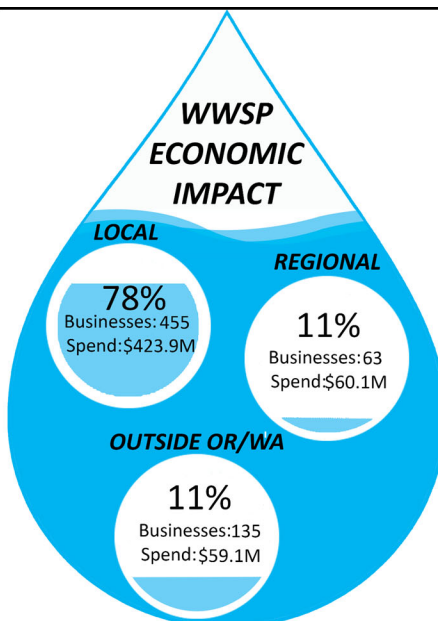 WWSP
ECONOMIC
IMPACT
LOCAL
78%
Businesses: 455
Spend:$423.9M
REGIONAL
11%
Businesses:63
Spend:$60.1M
OUTSIDE OR/WA
11%
Businesses:135
Spend:$59.1M